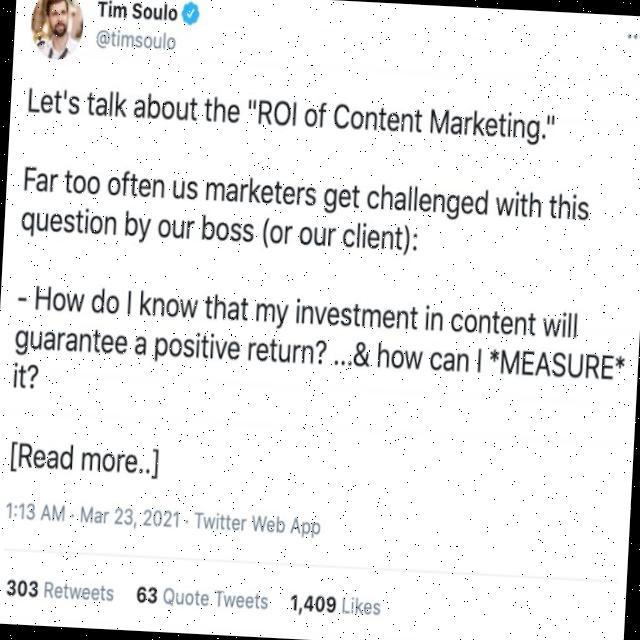 Tim Soulo
@timsoulo
Let's talk about the "ROI of Content Marketing."
Far too often us marketers get challenged with this
question by our boss (or our client):
- How do I know that my investment in content will
guarantee a positive return? ...& how can I *MEASURE*
it?
[Read more..]
1:13 AM · Mar 23, 2021 · Twitter Web App
303 Retweets 63 Quote Tweets 1,409 Likes